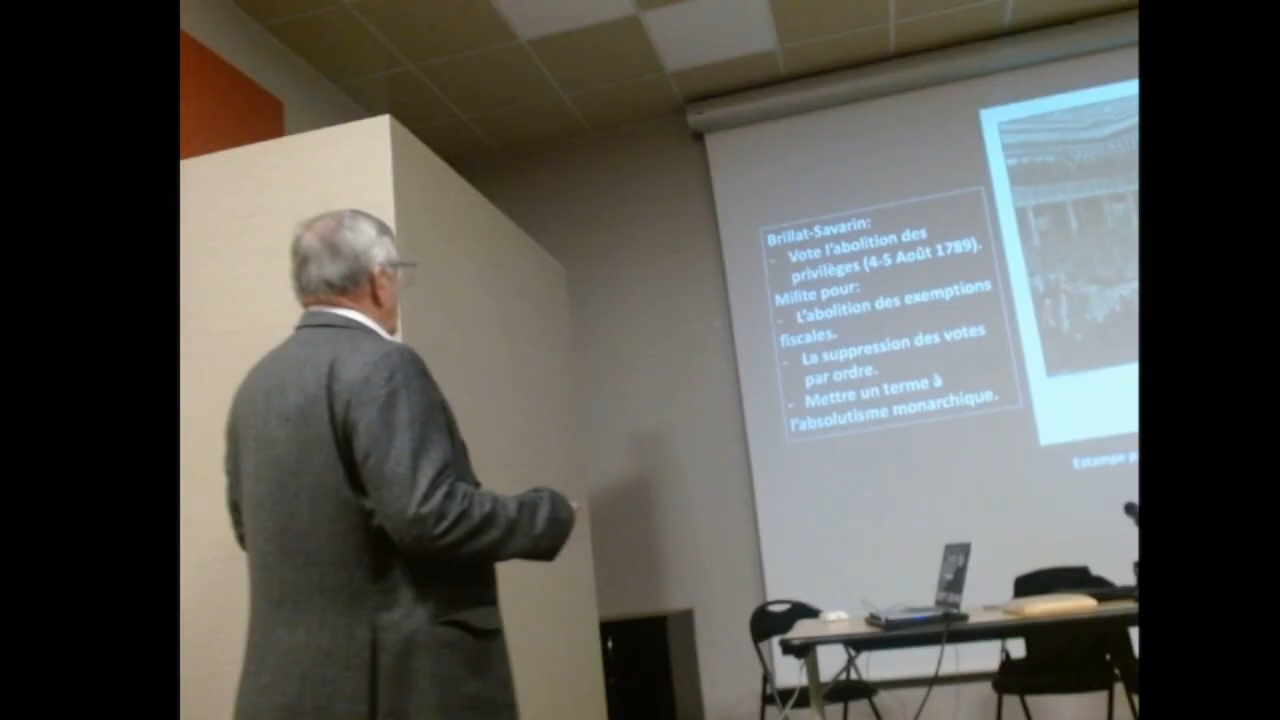 Brillat-Savarin:
- Vote l'abolition des
privilèges (4-5 Août 1789).
Milite pour:
- L'abolition des exemptions
fiscales.
- La suppression des votes
par ordre.
- Mettre un terme à
l'absolutisme monarchique.
Estampe